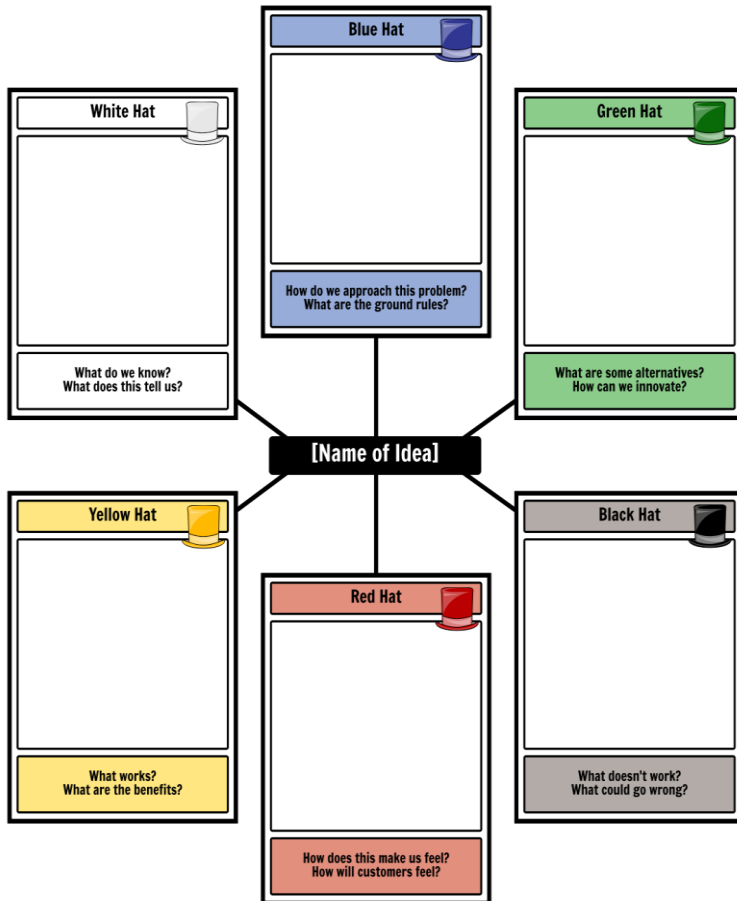 Blue Hat
How do we approach this problem?
What are the ground rules?
White Hat
What do we know?
What does this tell us?
Green Hat
What are some alternatives?
How can we innovate?
[Name of Idea]
Yellow Hat
What works?
What are the benefits?
Black Hat
What doesn't work?
What could go wrong?
Red Hat
How does this make us feel?
How will customers feel?